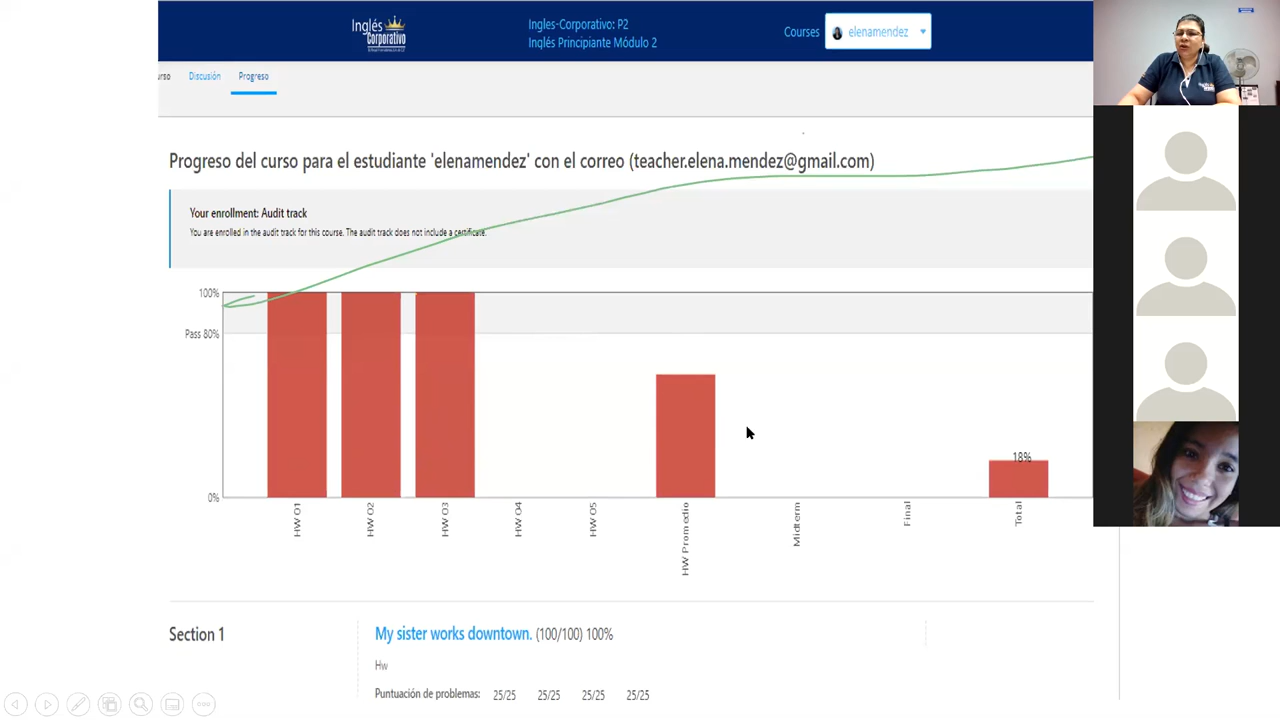 Inglés
Corporativo
Ingles-Corporativo: P2
Inglés Principiante Módulo 2
Courses
elenamendez
urso
Discusión
Progreso
Progreso del curso para el estudiante 'elenamendez' con el correo (teacher.elena.mendez@gmail.com)
Your enrollment: Audit track
You are enrolled in the audit track for this course. The audit track does not include a certificate.
100%
Pass 80%
0%
18%
HW 01
HW 02
HW 03
HW 04
HW 05
HW Promedio
Midterm
Final
Total
Section 1
My sister works downtown. (100/100) 100%
Hw
Puntuación de problemas: 25/25 25/25 25/25 25/25